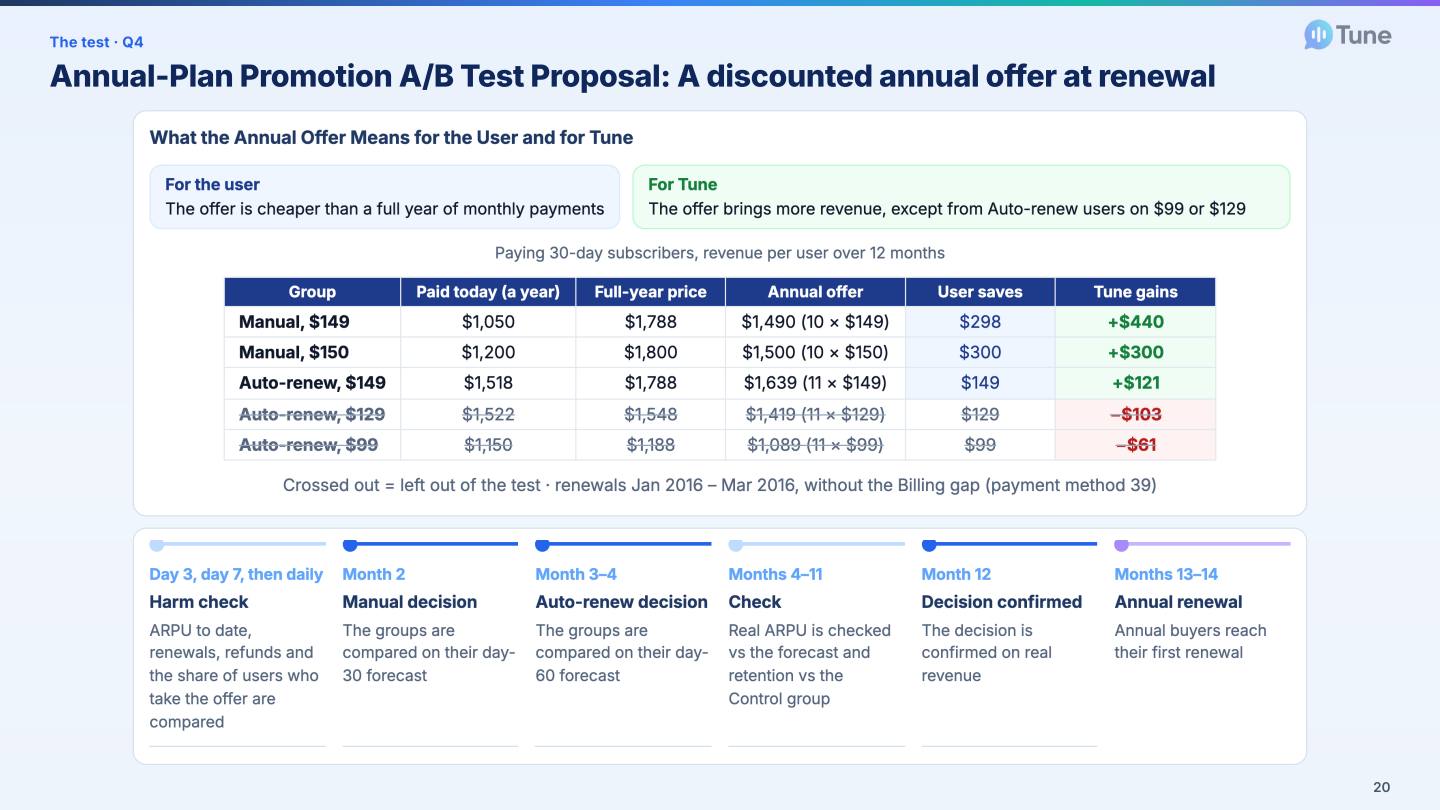 The test · Q4
Tune
Annual-Plan Promotion A/B Test Proposal: A discounted annual offer at renewal
What the Annual Offer Means for the User and for Tune
For the user
The offer is cheaper than a full year of monthly payments
For Tune
The offer brings more revenue, except from Auto-renew users on $99 or $129
Paying 30-day subscribers, revenue per user over 12 months
Group Paid today (a year) Full-year price Annual offer User saves Tune gains
Manual, $149 $1,050 $1,788 $1,490 (10 × $149) $298 +$440
Manual, $150 $1,200 $1,800 $1,500 (10 × $150) $300 +$300
Auto-renew, $149 $1,518 $1,788 $1,639 (11 × $149) $149 +$121
Auto-renew, $129 $1,522 $1,548 $1,419 (11 × $129) $129 –$103
Auto-renew, $99 $1,150 $1,188 $1,089 (11 × $99) $99 –$61
Crossed out = left out of the test · renewals Jan 2016 – Mar 2016, without the Billing gap (payment method 39)
Day 3, day 7, then daily
Harm check
ARPU to date,
renewals, refunds and
the share of users who
take the offer are
compared
Month 2
Manual decision
The groups are
compared on their day-
30 forecast
Month 3–4
Auto-renew decision
The groups are
compared on their day-
60 forecast
Months 4–11
Check
Real ARPU is checked
vs the forecast and
retention vs the
Control group
Month 12
Decision confirmed
The decision is
confirmed on real
revenue
Months 13–14
Annual renewal
Annual buyers reach
their first renewal
20